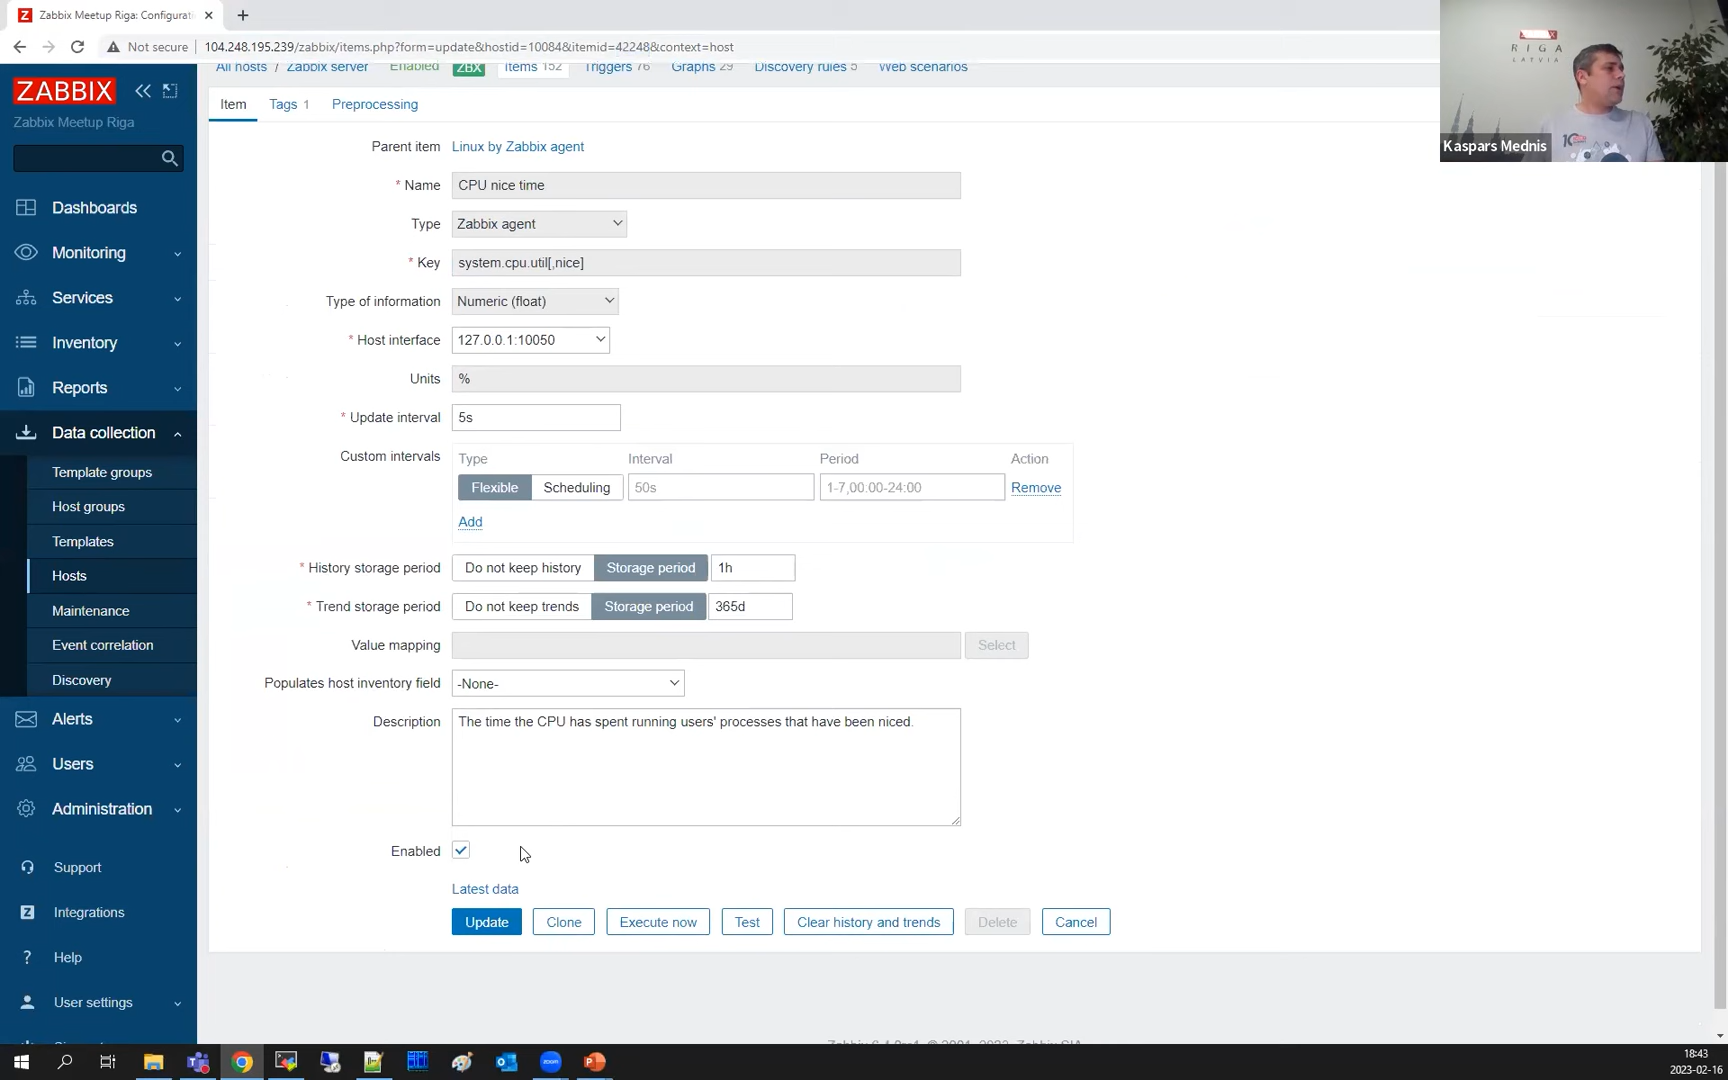 Zabbix Meetup Riga: Configurati
Not secure
104.248.195.239/zabbix/items.php?form=update&hostid=10084&itemid=42248&context=host
RIGA
LATVIA
Kaspars Mednis
ZABBIX
Zabbix Meetup Riga
Dashboards
Monitoring
Services
Inventory
Reports
Data collection
Template groups
Host groups
Templates
Hosts
Maintenance
Event correlation
Discovery
Alerts
Users
Administration
Support
Integrations
Help
User settings
All hosts / Zabbix server Enabled ZBX Items 152 Triggers 76 Graphs 29 Discovery rules 5 Web scenarios
Item Tags 1 Preprocessing
Parent item Linux by Zabbix agent
* Name CPU nice time
Type Zabbix agent
* Key system.cpu.util[,nice]
Type of information Numeric (float)
* Host interface 127.0.0.1:10050
Units %
* Update interval 5s
Custom intervals Type Interval Period Action
Flexible Scheduling 50s 1-7,00:00-24:00 Remove
Add
* History storage period Do not keep history Storage period 1h
* Trend storage period Do not keep trends Storage period 365d
Value mapping Select
Populates host inventory field -None-
Description The time the CPU has spent running users' processes that have been niced.
Enabled
Latest data
Update Clone Execute now Test Clear history and trends Delete Cancel
18:43
2023-02-16